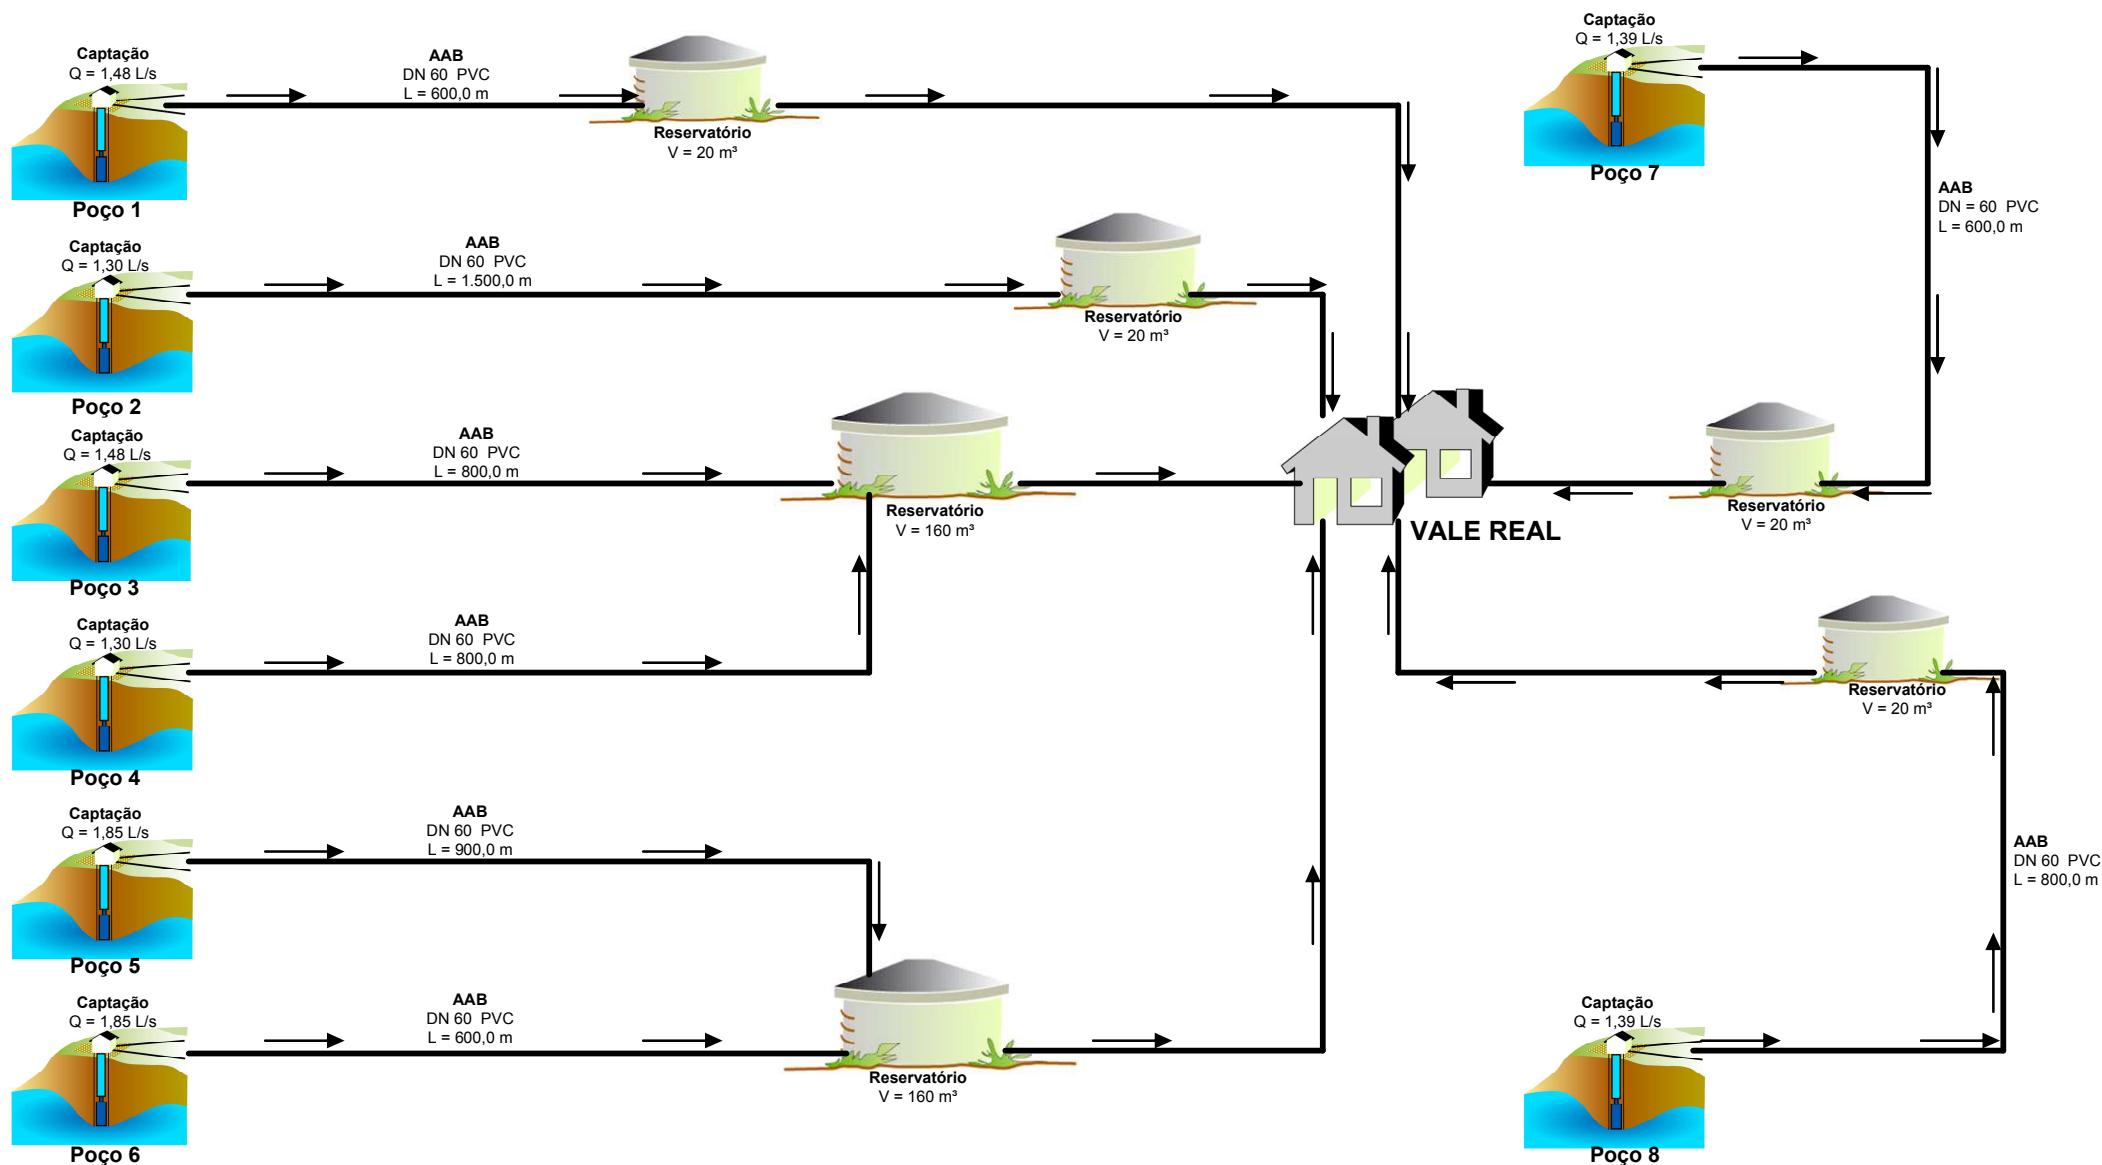 Captação
Q = 1,48 L/s
Poço 1
AAB
DN 60 PVC
L = 600,0 m
Reservatório
V = 20 m³
Captação
Q = 1,30 L/s
Poço 2
AAB
DN 60 PVC
L = 1.500,0 m
Reservatório
V = 20 m³
Captação
Q = 1,48 L/s
Poço 3
AAB
DN 60 PVC
L = 800,0 m
Reservatório
V = 160 m³
Captação
Q = 1,30 L/s
Poço 4
AAB
DN 60 PVC
L = 800,0 m
Captação
Q = 1,85 L/s
Poço 5
AAB
DN 60 PVC
L = 900,0 m
Captação
Q = 1,85 L/s
Poço 6
AAB
DN 60 PVC
L = 600,0 m
Reservatório
V = 160 m³
VALE REAL
Captação
Q = 1,39 L/s
Poço 7
AAB
DN = 60 PVC
L = 600,0 m
Reservatório
V = 20 m³
Reservatório
V = 20 m³
AAB
DN 60 PVC
L = 800,0 m
Captação
Q = 1,39 L/s
Poço 8